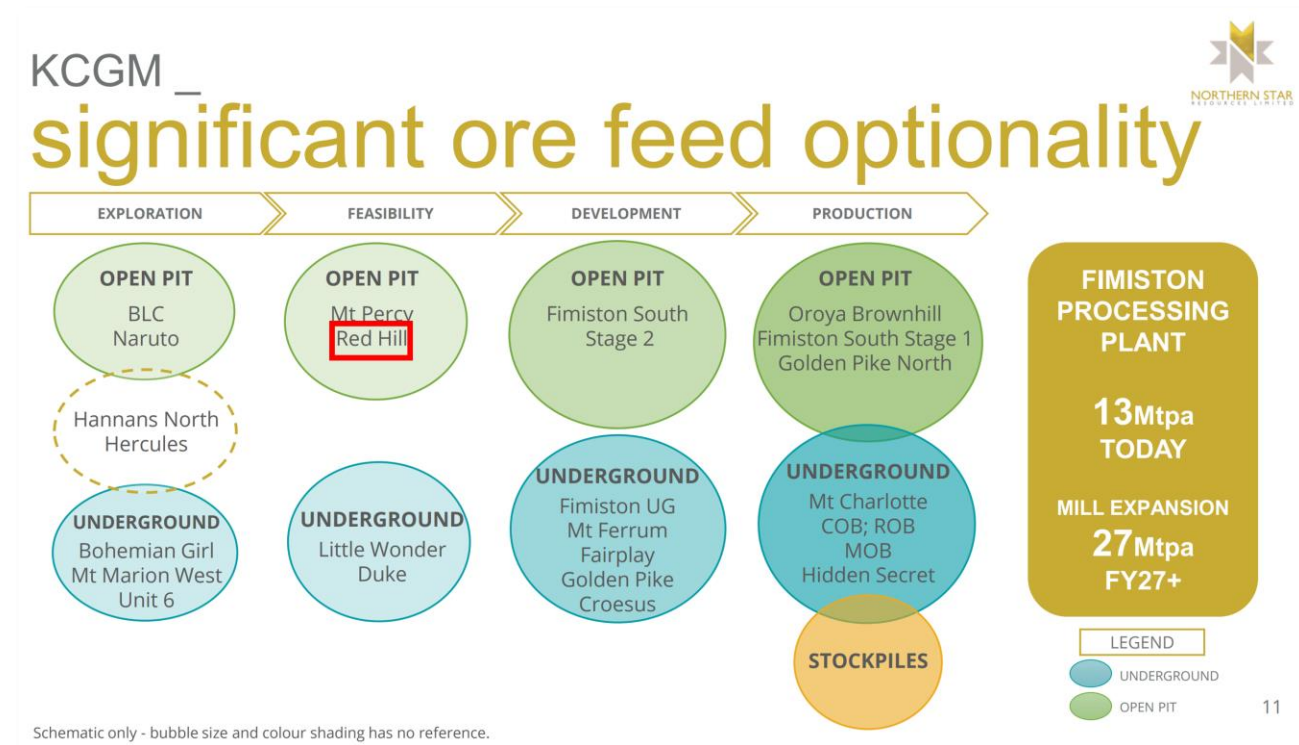 KCGM _
significant ore feed optionality
NORTHERN STAR
RESOURCES LIMITED
EXPLORATION
FEASIBILITY
DEVELOPMENT
PRODUCTION
OPEN PIT
BLC
Naruto
Hannans North
Hercules
UNDERGROUND
Bohemian Girl
Mt Marion West
Unit 6
OPEN PIT
Mt Percy
Red Hill
UNDERGROUND
Little Wonder
Duke
OPEN PIT
Fimiston South
Stage 2
UNDERGROUND
Fimiston UG
Mt Ferrum
Fairplay
Golden Pike
Croesus
OPEN PIT
Oroya Brownhill
Fimiston South Stage 1
Golden Pike North
UNDERGROUND
Mt Charlotte
COB; ROB
MOB
Hidden Secret
STOCKPILES
FIMISTON
PROCESSING
PLANT
13Mtpa
TODAY
MILL EXPANSION
27Mtpa
FY27+
LEGEND
UNDERGROUND
OPEN PIT
11
Schematic only - bubble size and colour shading has no reference.